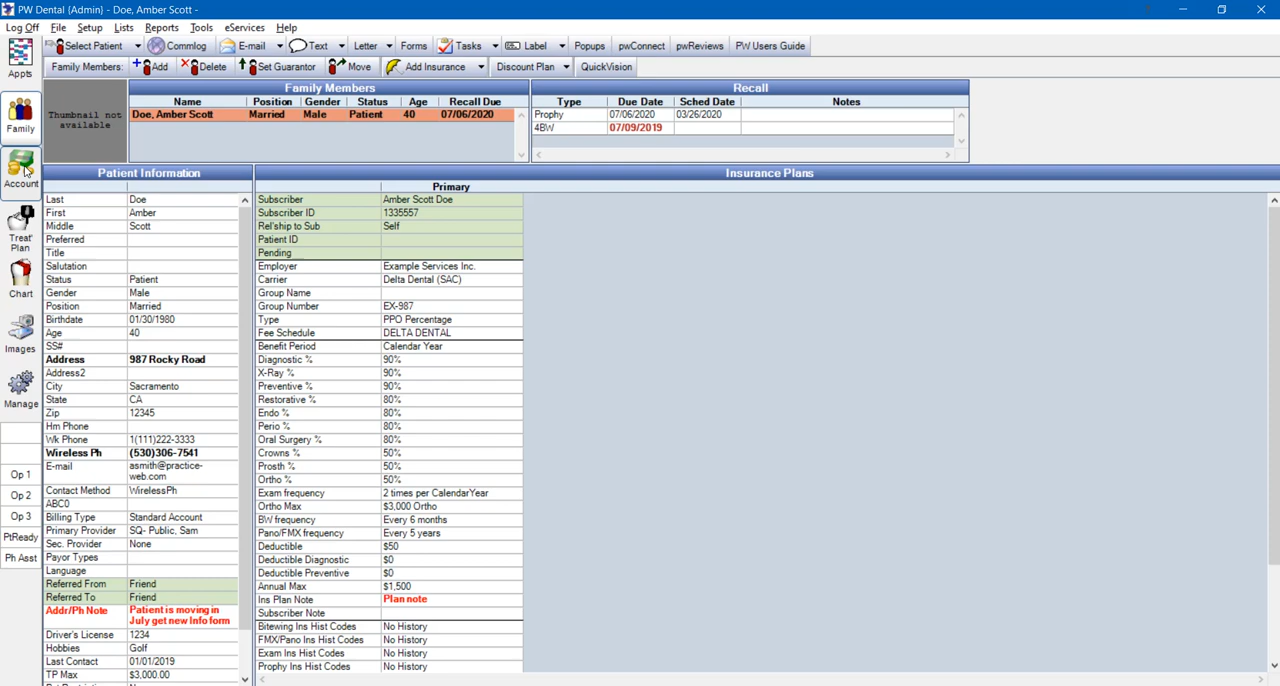 PW Dental (Admin) - Doe, Amber Scott -
Log Off File Setup Lists Reports Tools eServices Help
Select Patient Commlog E-mail Text Letter Forms Tasks Label Popups pwConnect pwReviews PW Users Guide
Family Members: Add Delete Set Guarantor Move Add Insurance Discount Plan QuickVision
Appts
Family
Account
Treat' Plan
Chart
Images
Manage
Op 1
Op 2
Op 3
PtReady
Ph Asst
Thumbnail not available
Family Members
Name Position Gender Status Age Recall Due
Doe, Amber Scott Married Male Patient 40 07/06/2020
Recall
Type Due Date Sched Date Notes
Prophy 07/06/2020 03/26/2020
4BW 07/09/2019
Patient Information
Last Doe
First Amber
Middle Scott
Preferred
Title
Salutation
Status Patient
Gender Male
Position Married
Birthdate 01/30/1980
Age 40
SS#
Address 987 Rocky Road
Address2
City Sacramento
State CA
Zip 12345
Hm Phone
Wk Phone 1(111)222-3333
Wireless Ph (530)306-7541
E-mail asmith@practice-
web.com
Contact Method WirelessPh
ABC0
Billing Type Standard Account
Primary Provider SQ- Public, Sam
Sec. Provider None
Payor Types
Language
Referred From Friend
Referred To Friend
Addr/Ph Note Patient is moving in
July get new Info form
Driver's License 1234
Hobbies Golf
Last Contact 01/01/2019
TP Max $3,000.00
Insurance Plans
Primary
Subscriber Amber Scott Doe
Subscriber ID 1335557
Rel'ship to Sub Self
Patient ID
Pending
Employer Example Services Inc.
Carrier Delta Dental (SAC)
Group Name
Group Number EX-987
Type PPO Percentage
Fee Schedule DELTA DENTAL
Benefit Period Calendar Year
Diagnostic % 90%
X-Ray % 90%
Preventive % 90%
Restorative % 80%
Endo % 80%
Perio % 80%
Oral Surgery % 80%
Crowns % 50%
Prosth % 50%
Ortho % 50%
Exam frequency 2 times per CalendarYear
Ortho Max $3,000 Ortho
BW frequency Every 6 months
Pano/FMX frequency Every 5 years
Deductible $50
Deductible Diagnostic $0
Deductible Preventive $0
Annual Max $1,500
Ins Plan Note Plan note
Subscriber Note
Bitewing Ins Hist Codes No History
FMX/Pano Ins Hist Codes No History
Exam Ins Hist Codes No History
Prophy Ins Hist Codes No History